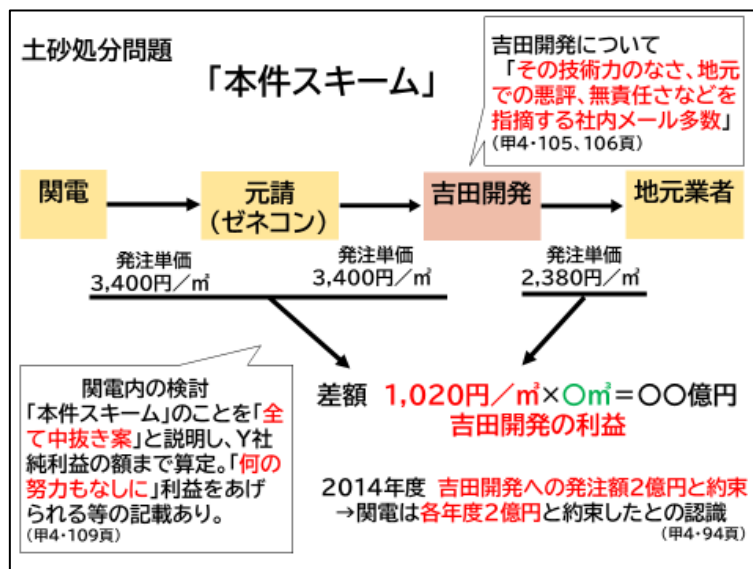 土砂処分問題
「本件スキーム」
吉田開発について
「その技術力のなさ、地元
での悪評、無責任さなどを
指摘する社内メール多数」
(甲4・105、106頁)
関電
元請
(ゼネコン)
吉田開発
地元業者
発注単価
3,400円/㎥
発注単価
3,400円/㎥
発注単価
2,380円/㎥
関電内の検討
「本件スキーム」のことを「全
て中抜き案」と説明し、Y社
純利益の額まで算定。「何の
努力もなしに」利益をあげ
られる等の記載あり。
(甲4・109頁)
差額 1,020円/㎥×〇㎥=〇〇億円
吉田開発の利益
2014年度 吉田開発への発注額2億円と約束
→関電は各年度2億円と約束したとの認識
(甲4・94頁)